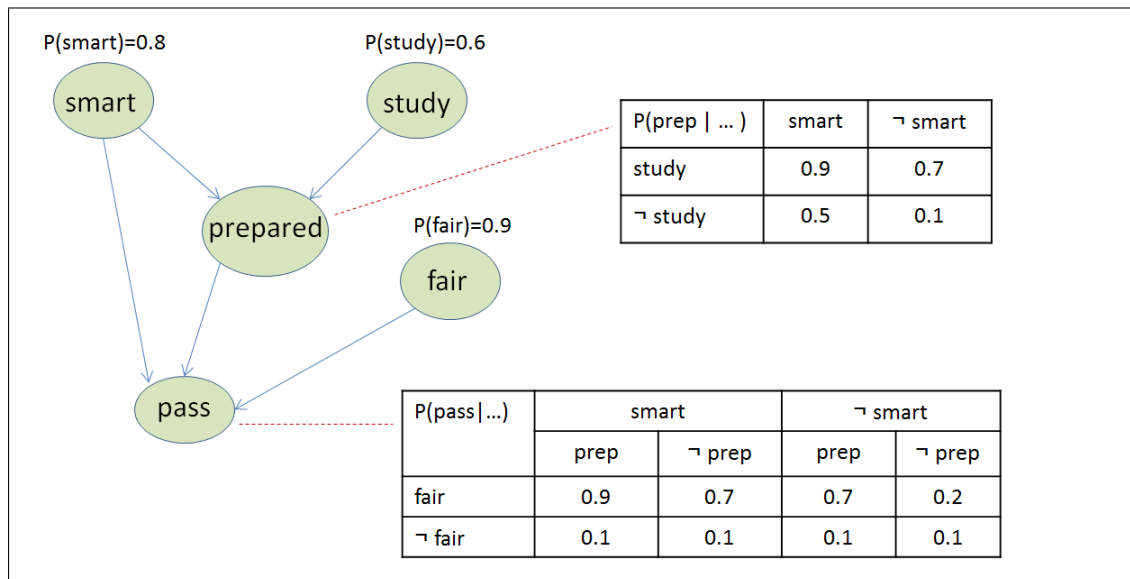 P(smart)=0.8
P(study)=0.6
smart
study
P(prep | ... ) smart ¬ smart
study 0.9 0.7
¬ study 0.5 0.1
prepared
P(fair)=0.9
fair
pass
P(pass|...) smart ¬ smart
prep ¬ prep prep ¬ prep
fair 0.9 0.7 0.7 0.2
¬ fair 0.1 0.1 0.1 0.1